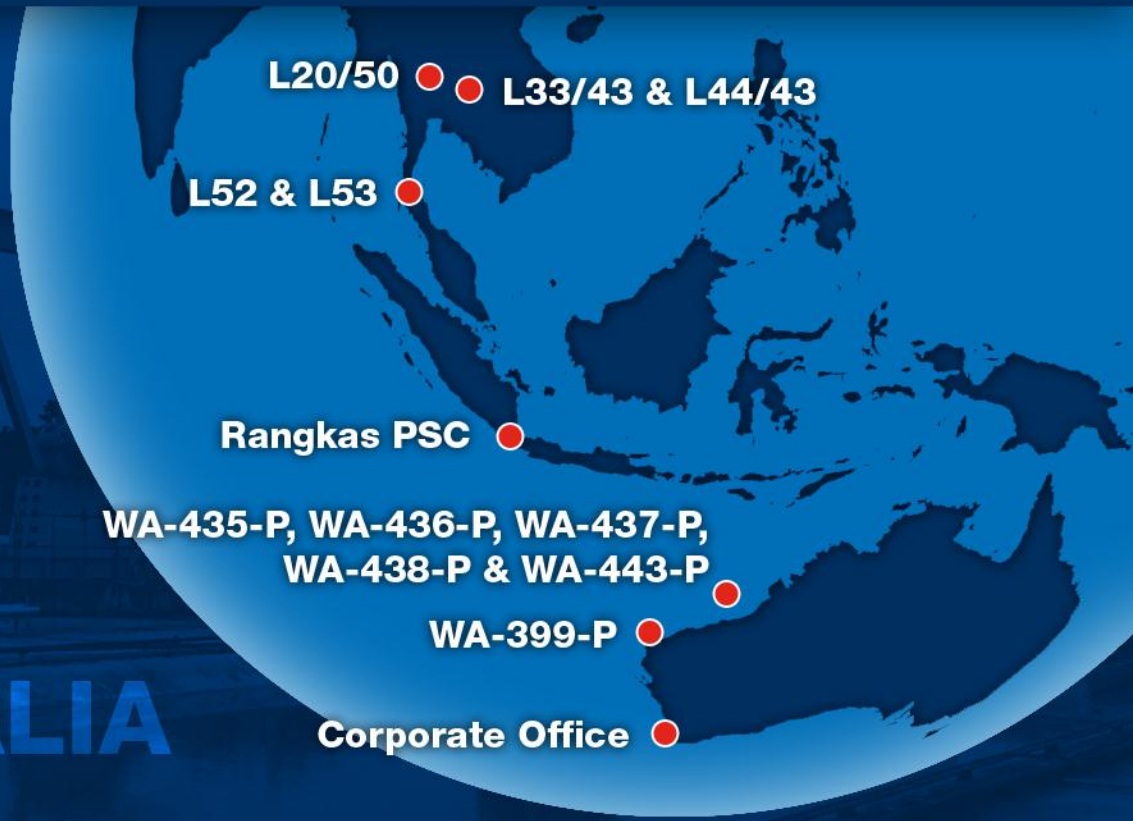 L20/50
L33/43 & L44/43
L52 & L53
Rangkas PSC
WA-435-P, WA-436-P, WA-437-P,
WA-438-P & WA-443-P
WA-399-P
Corporate Office
ALIA